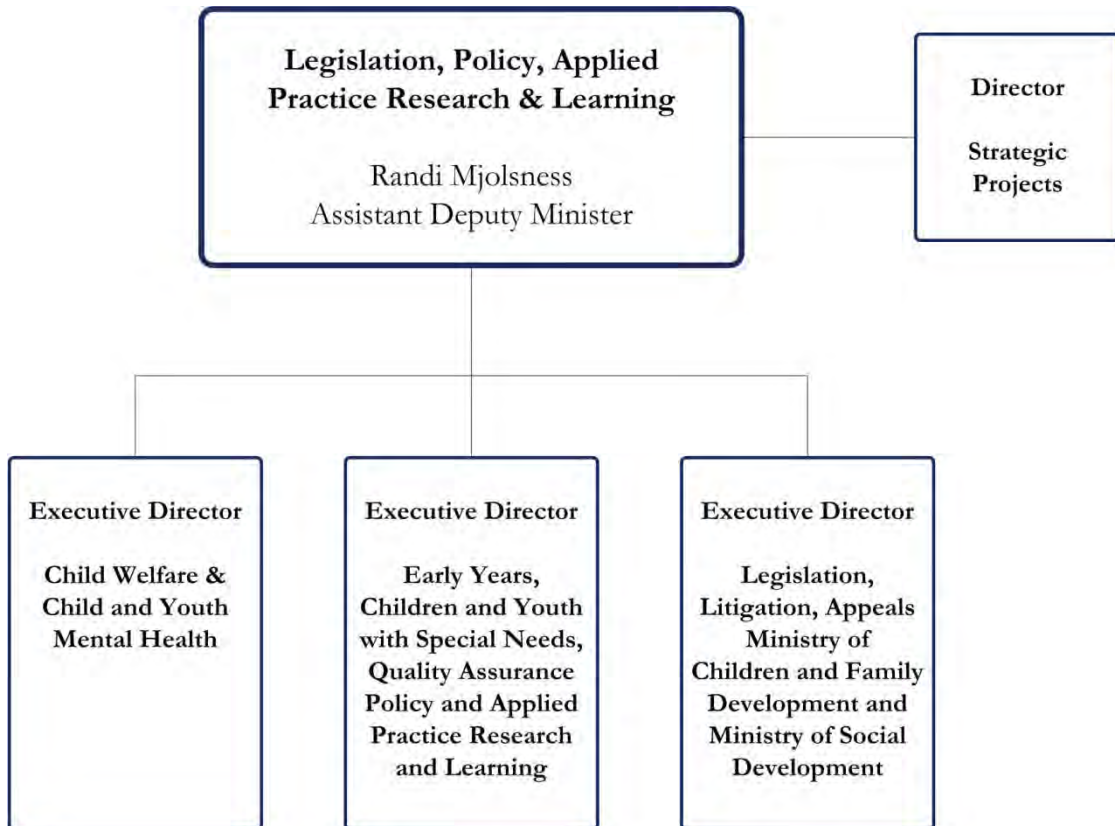 Legislation, Policy, Applied
Practice Research & Learning
Randi Mjolsness
Assistant Deputy Minister
Director
Strategic
Projects
Executive Director
Child Welfare &
Child and Youth
Mental Health
Executive Director
Early Years,
Children and Youth
with Special Needs,
Quality Assurance
Policy and Applied
Practice Research
and Learning
Executive Director
Legislation,
Litigation, Appeals
Ministry of
Children and Family
Development and
Ministry of Social
Development